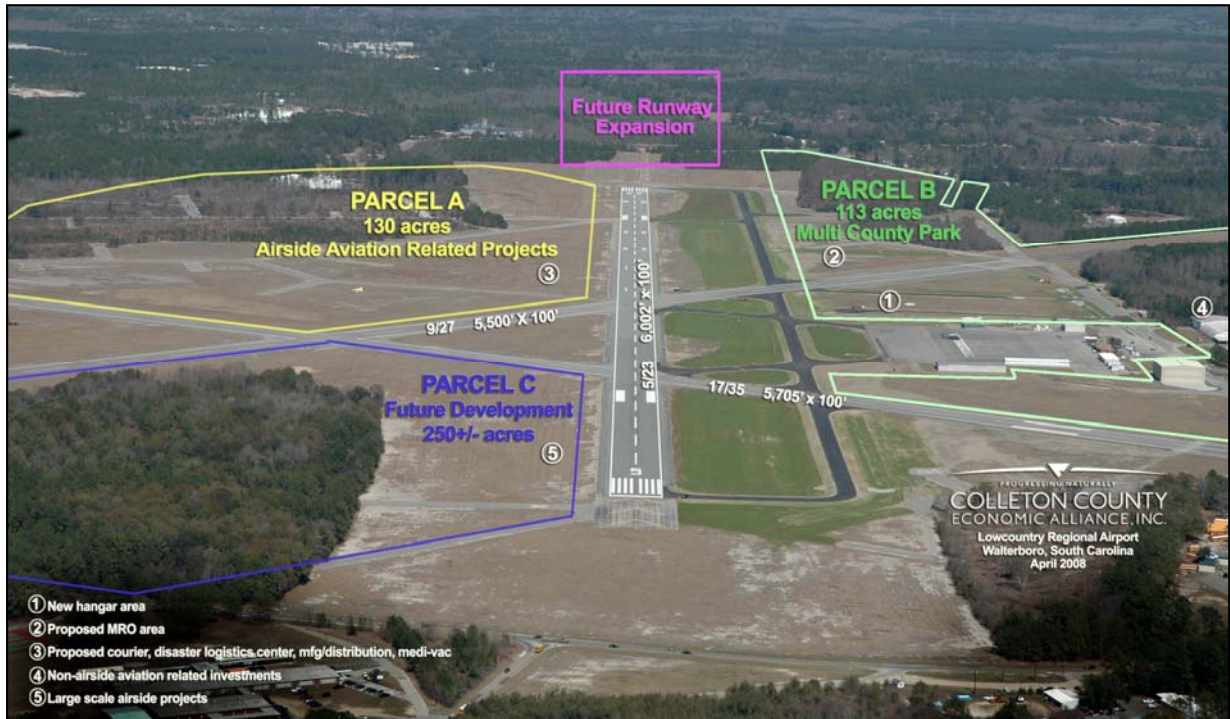 Future Runway
Expansion
PARCEL A
130 acres
Airside Aviation Related Projects
③
PARCEL B
113 acres
Multi County Park
②
①
④
9/27 5,500' X 100'
5/23 6,002' x 100'
17/35 5,705' x 100'
PARCEL C
Future Development
250+/- acres
⑤
5
PROGRESSING NATURALLY
COLLETON COUNTY
ECONOMIC ALLIANCE, INC.
Lowcountry Regional Airport
Walterboro, South Carolina
April 2008
① New hangar area
② Proposed MRO area
③ Proposed courier, disaster logistics center, mfg/distribution, medi-vac
④ Non-airside aviation related investments
⑤ Large scale airside projects